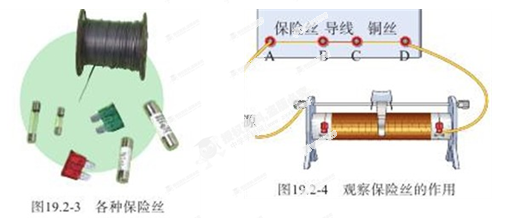 保险丝 导线 铜丝
A B C D
源
图19.2-3 各种保险丝
图19.2-4 观察保险丝的作用